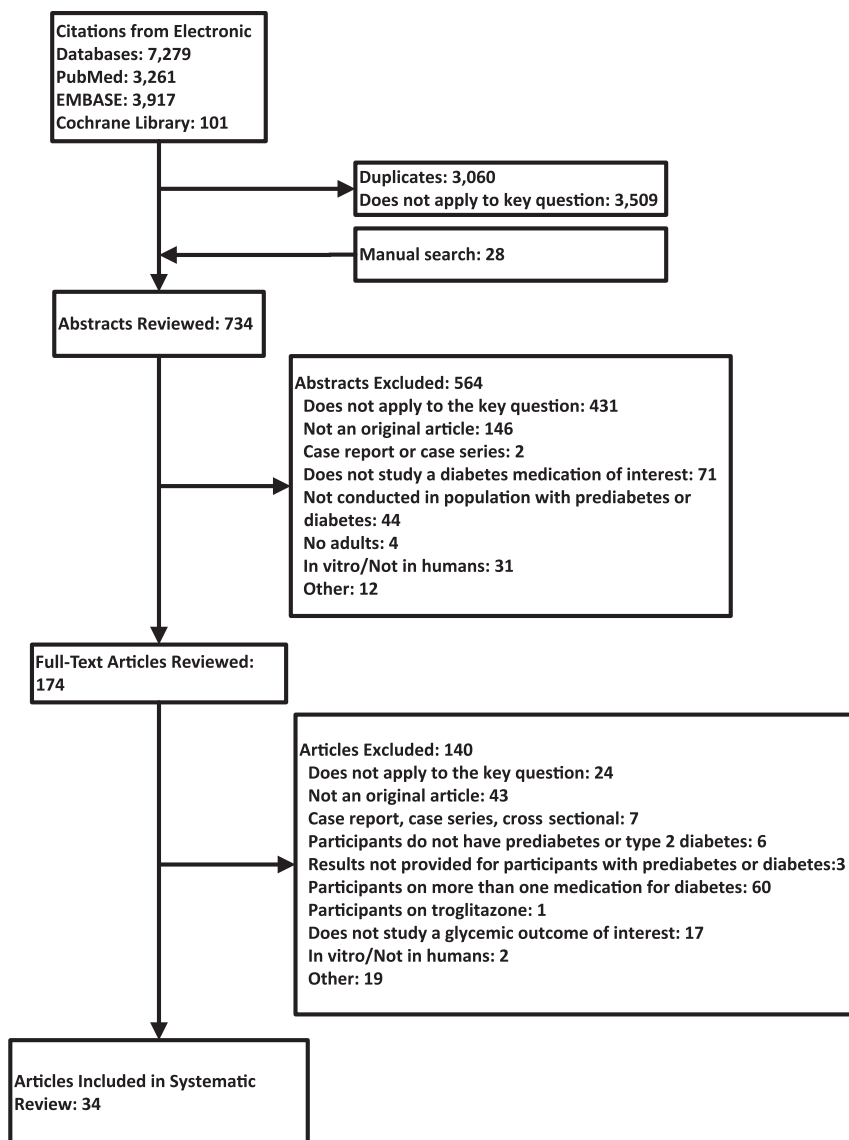 Citations from Electronic
Databases: 7,279
PubMed: 3,261
EMBASE: 3,917
Cochrane Library: 101
Duplicates: 3,060
Does not apply to key question: 3,509
Manual search: 28
Abstracts Reviewed: 734
Abstracts Excluded: 564
Does not apply to the key question: 431
Not an original article: 146
Case report or case series: 2
Does not study a diabetes medication of interest: 71
Not conducted in population with prediabetes or
diabetes: 44
No adults: 4
In vitro/Not in humans: 31
Other: 12
Full-Text Articles Reviewed:
174
Articles Excluded: 140
Does not apply to the key question: 24
Not an original article: 43
Case report, case series, cross sectional: 7
Participants do not have prediabetes or type 2 diabetes: 6
Results not provided for participants with prediabetes or diabetes:3
Participants on more than one medication for diabetes: 60
Participants on troglitazone: 1
Does not study a glycemic outcome of interest: 17
In vitro/Not in humans: 2
Other: 19
Articles Included in Systematic
Review: 34